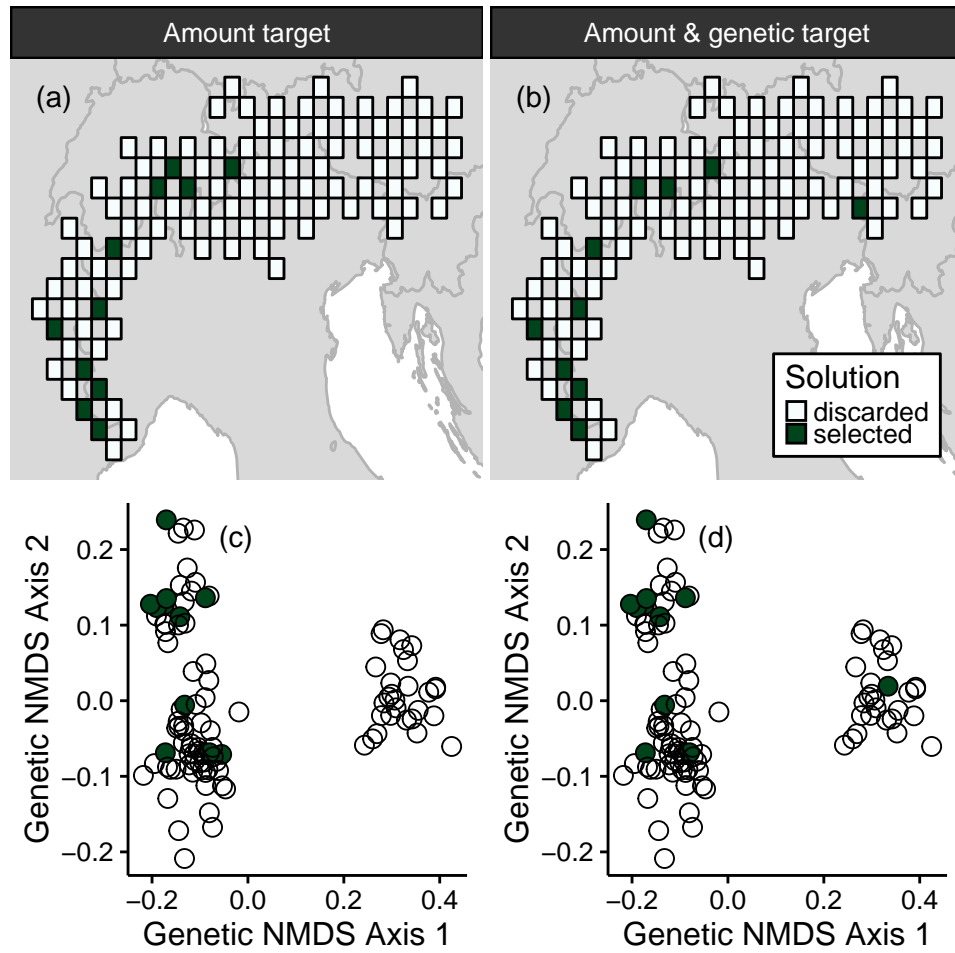 Amount target
Amount & genetic target
(a)
(b)
Solution
discarded
selected
(c)
(d)
Genetic NMDS Axis 2
0.2
0.1
0.0
−0.1
−0.2
−0.2 0.0 0.2 0.4
Genetic NMDS Axis 1
Genetic NMDS Axis 2
0.2
0.1
0.0
−0.1
−0.2
−0.2 0.0 0.2 0.4
Genetic NMDS Axis 1